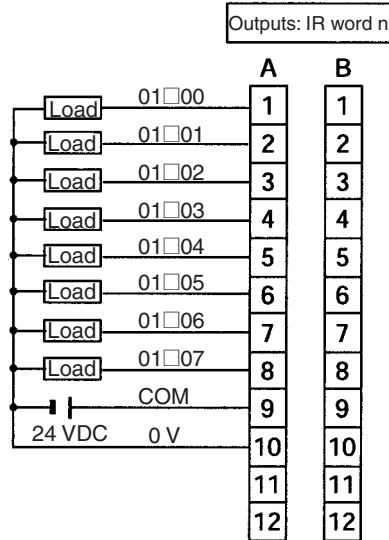 Outputs: IR word n
A B
Load 01□00 1 1
Load 01□01 2 2
Load 01□02 3 3
Load 01□03 4 4
Load 01□04 5 5
Load 01□05 6 6
Load 01□06 7 7
Load 01□07 8 8
COM 9 9
24 VDC 0 V 10 10
11 11
12 12